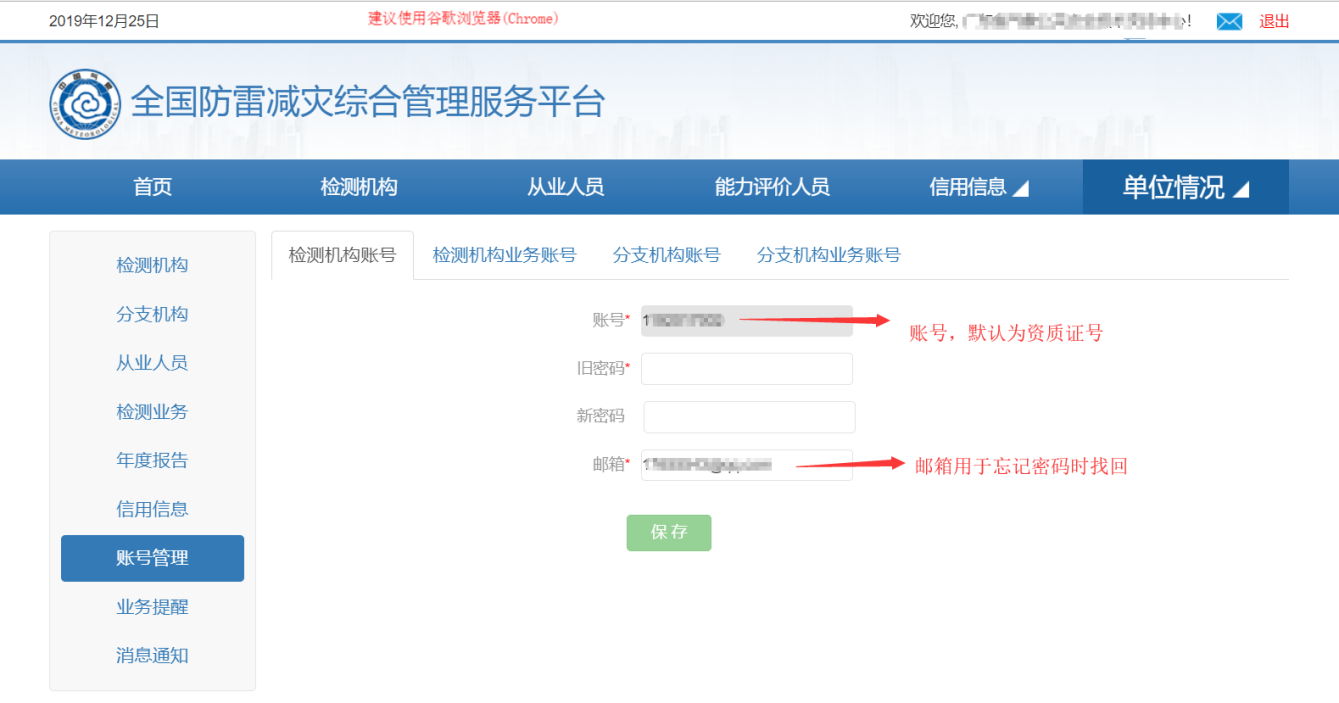 2019年12月25日
建议使用谷歌浏览器(Chrome)
欢迎您,
!
退出
全国防雷减灾综合管理服务平台
首页
检测机构
从业人员
能力评价人员
信用信息
单位情况
检测机构
分支机构
从业人员
检测业务
年度报告
信用信息
账号管理
业务提醒
消息通知
检测机构账号
检测机构业务账号
分支机构账号
分支机构业务账号
账号*
账号，默认为资质证号
旧密码*
新密码
邮箱*
邮箱用于忘记密码时找回
保存